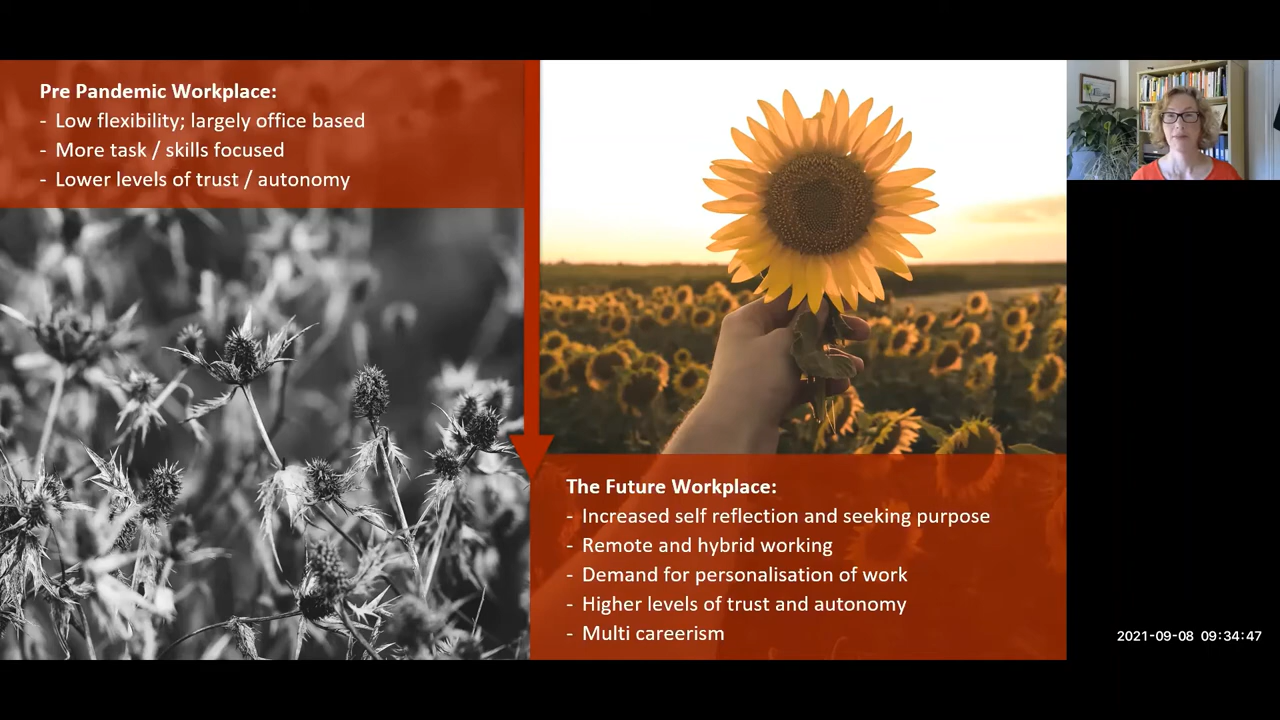 Pre Pandemic Workplace:
- Low flexibility; largely office based
- More task / skills focused
- Lower levels of trust / autonomy
The Future Workplace:
- Increased self reflection and seeking purpose
- Remote and hybrid working
- Demand for personalisation of work
- Higher levels of trust and autonomy
- Multi careerism
2021-09-08 09:34:47